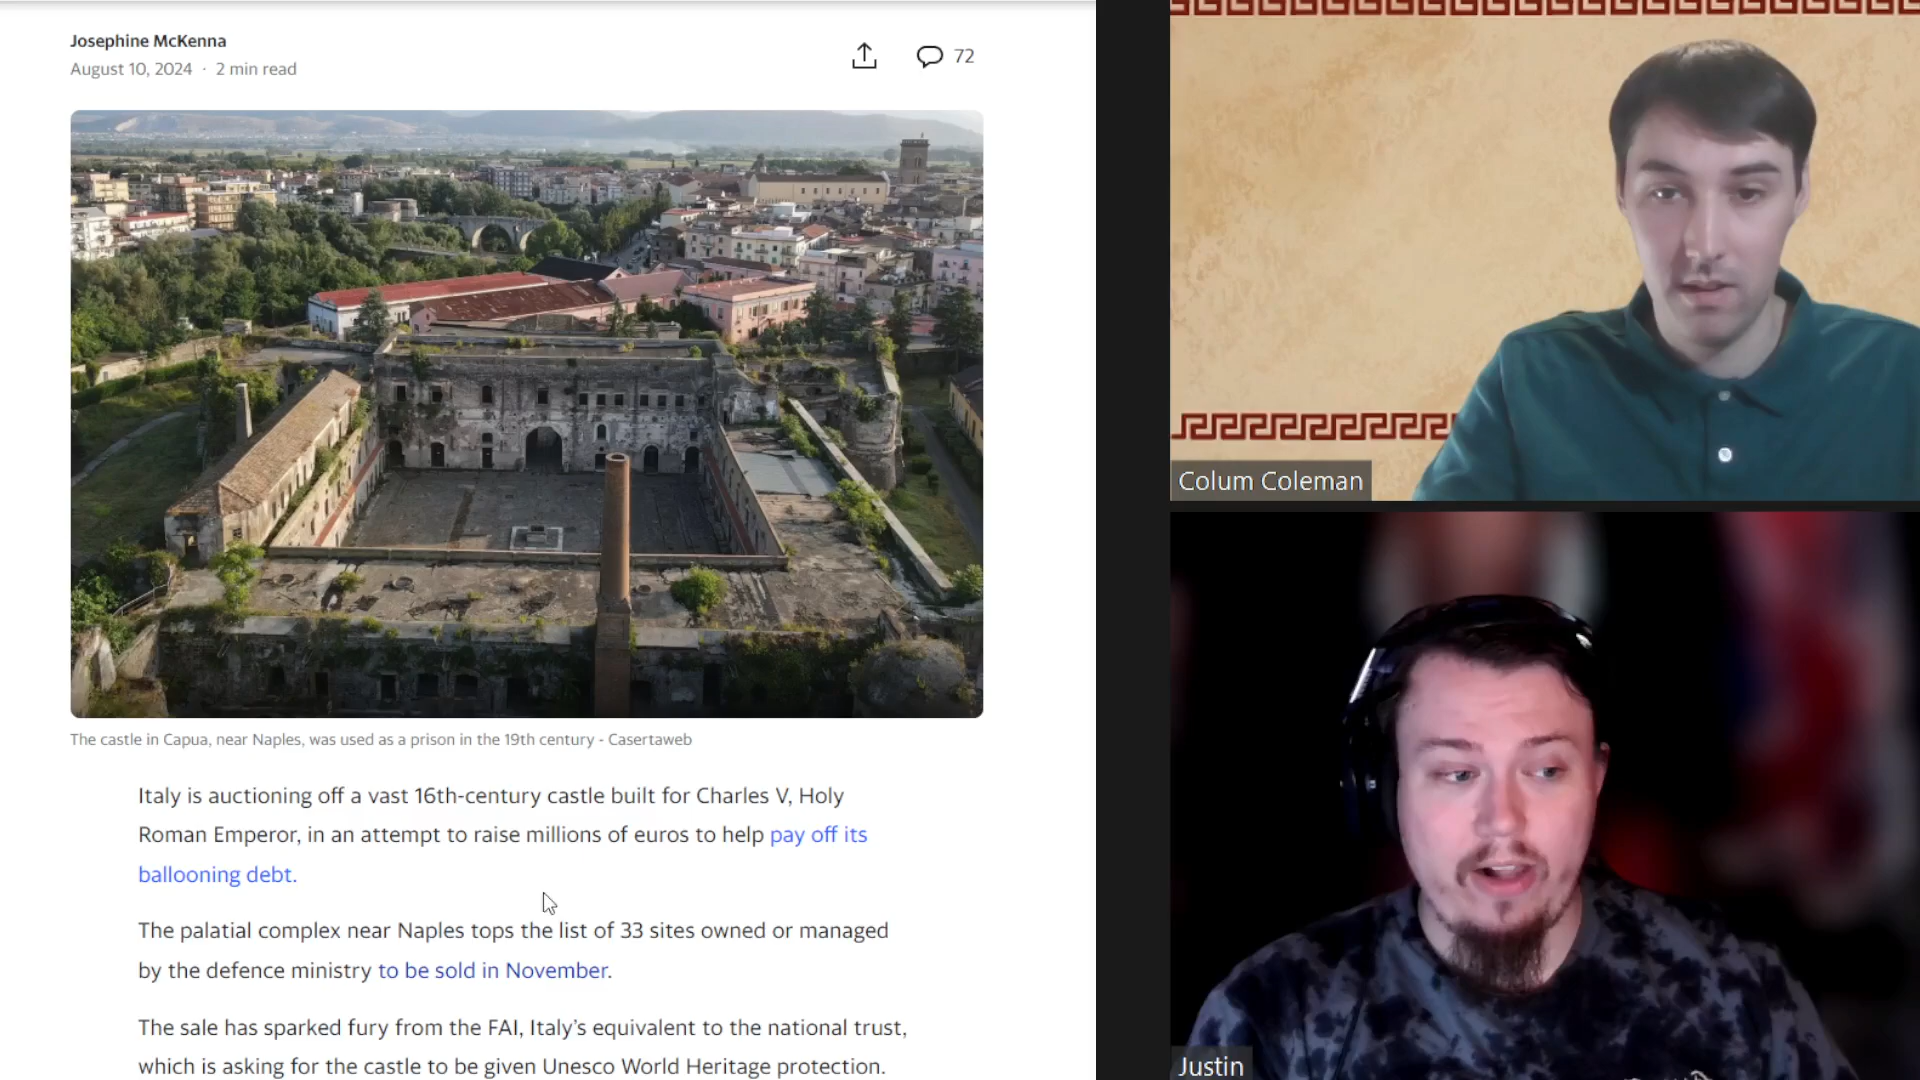 Josephine McKenna
August 10, 2024 · 2 min read
72
The castle in Capua, near Naples, was used as a prison in the 19th century - Casertaweb
Italy is auctioning off a vast 16th-century castle built for Charles V, Holy
Roman Emperor, in an attempt to raise millions of euros to help pay off its
ballooning debt.
The palatial complex near Naples tops the list of 33 sites owned or managed
by the defence ministry to be sold in November.
The sale has sparked fury from the FAI, Italy’s equivalent to the national trust,
which is asking for the castle to be given Unesco World Heritage protection.
Colum Coleman
Justin